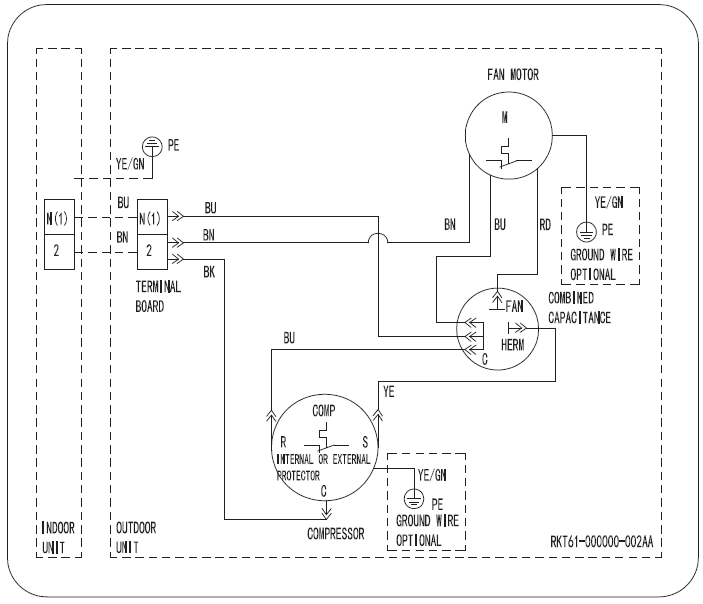 FAN MOTOR
M
PE
YE/GN
BU
BU
N(1)
N(1)
BN
BN
2
2
BK
TERMINAL
BOARD
BN
BU
RD
YE/GN
PE
GROUND WIRE
OPTIONAL
COMBINED
CAPACITANCE
FAN
HERM
C
BU
YE
COMP
R
S
INTERNAL OR EXTERNAL
PROTECTOR
C
COMPRESSOR
YE/GN
PE
GROUND WIRE
OPTIONAL
INDOOR
UNIT
OUTDOOR
UNIT
RKT61-000000-002AA